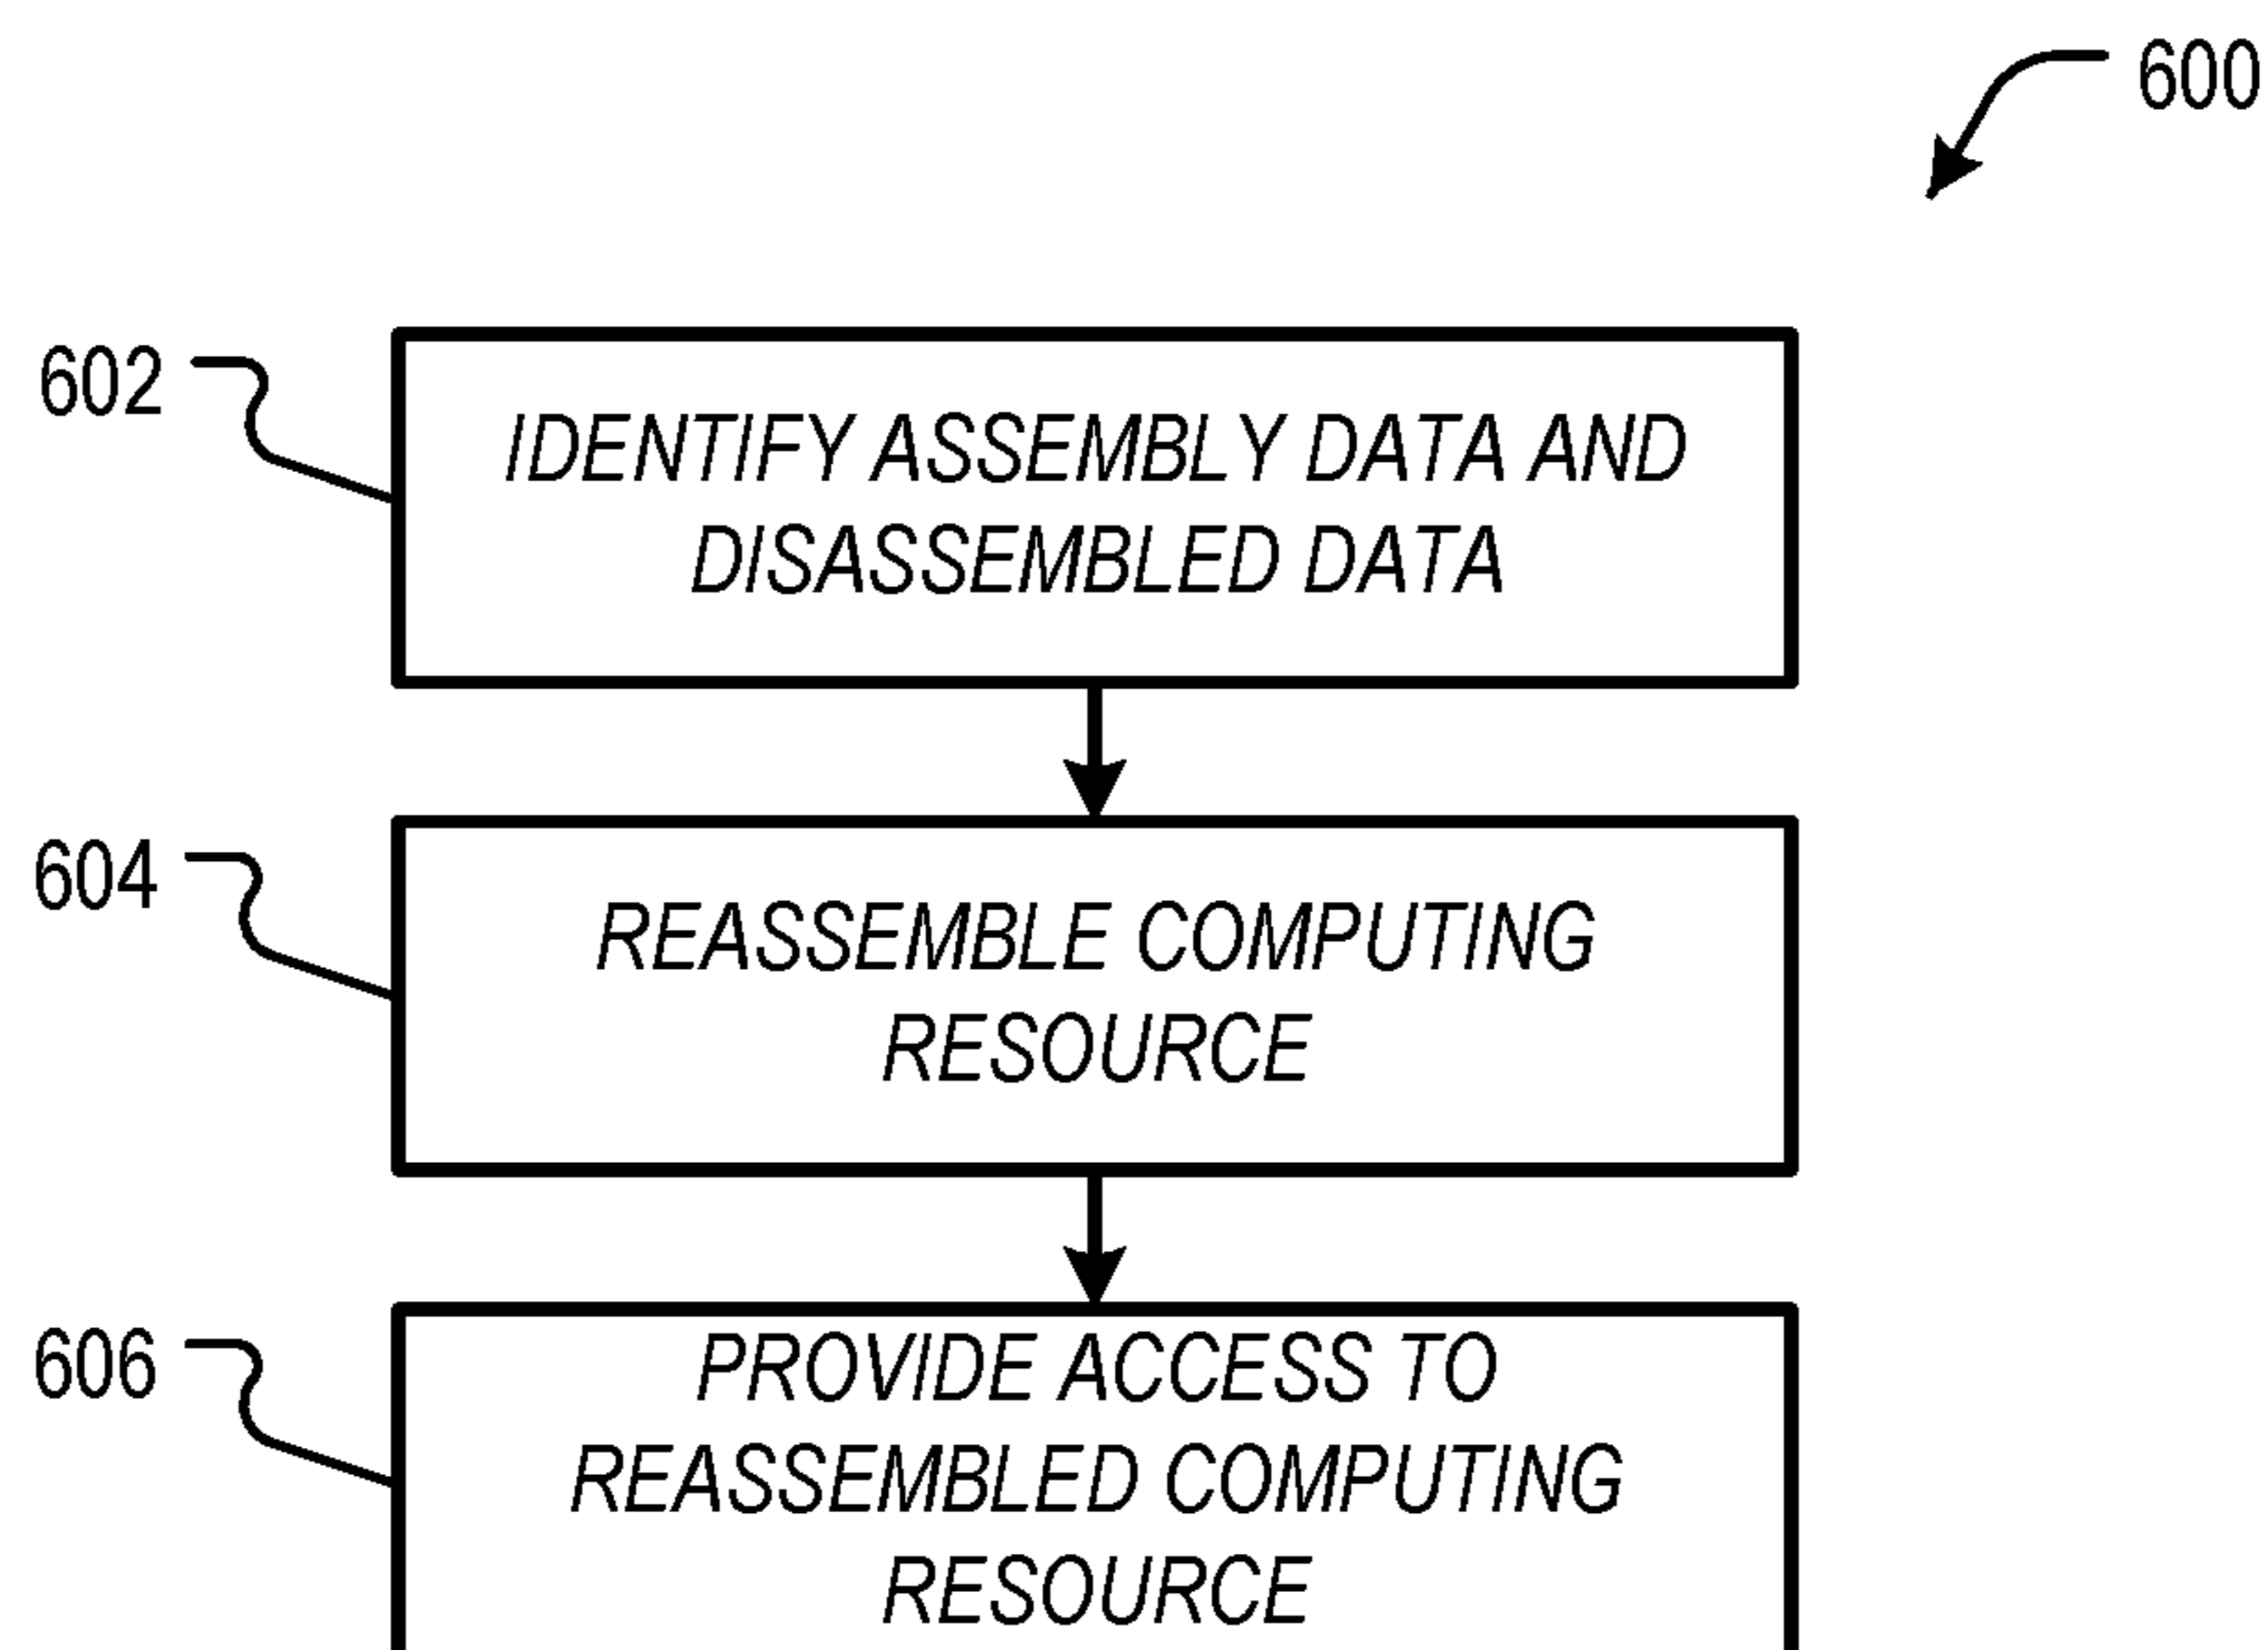 600
602
IDENTIFY ASSEMBLY DATA AND
DISASSEMBLED DATA
604
REASSEMBLE COMPUTING
RESOURCE
606
PROVIDE ACCESS TO
REASSEMBLED COMPUTING
RESOURCE